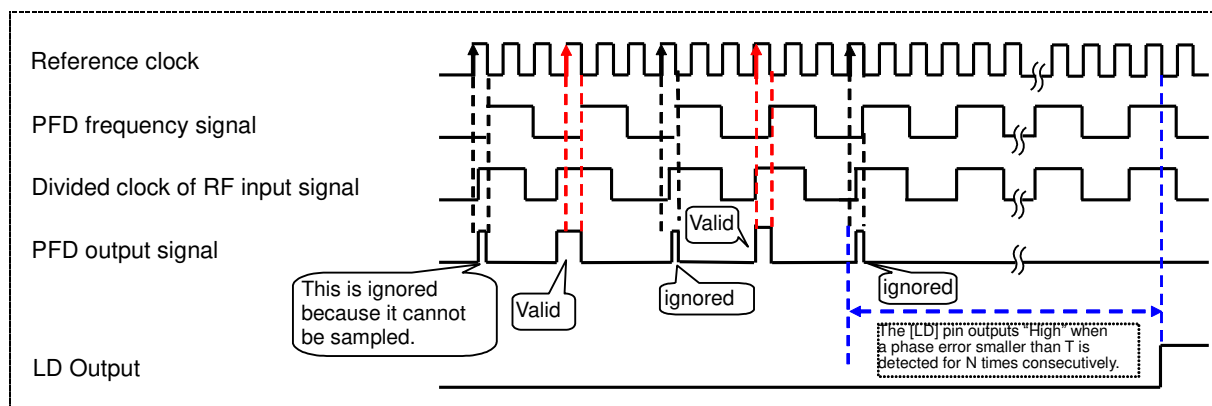 Reference clock
PFD frequency signal
Divided clock of RF input signal
PFD output signal
Valid
This is ignored
because it cannot
be sampled.
Valid
ignored
ignored
The [LD] pin outputs "High" when
a phase error smaller than T is
detected for N times consecutively.
LD Output